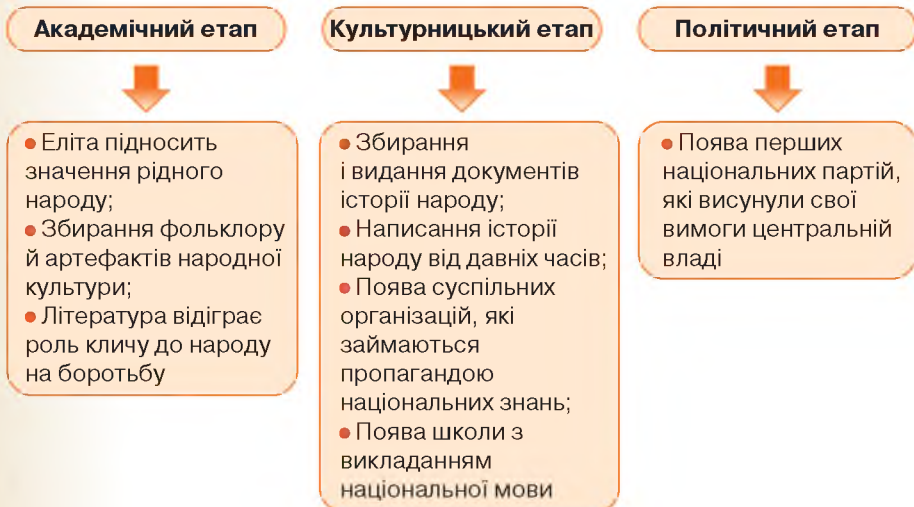 Академічний етап
Культурницький етап
Політичний етап
• Еліта підносить
значення рідного
народу;
• Збирання фольклору
й артефактів народної
культури;
• Література відіграє
роль кличу до народу
на боротьбу
• Збирання
і видання документів
історії народу;
• Написання історії
народу від давніх часів;
• Поява суспільних
організацій, які
займаються
пропагандою
національних знань;
• Поява школи з
викладанням
національної мови
• Поява перших
національних партій,
які висунули свої
вимоги центральній
владі